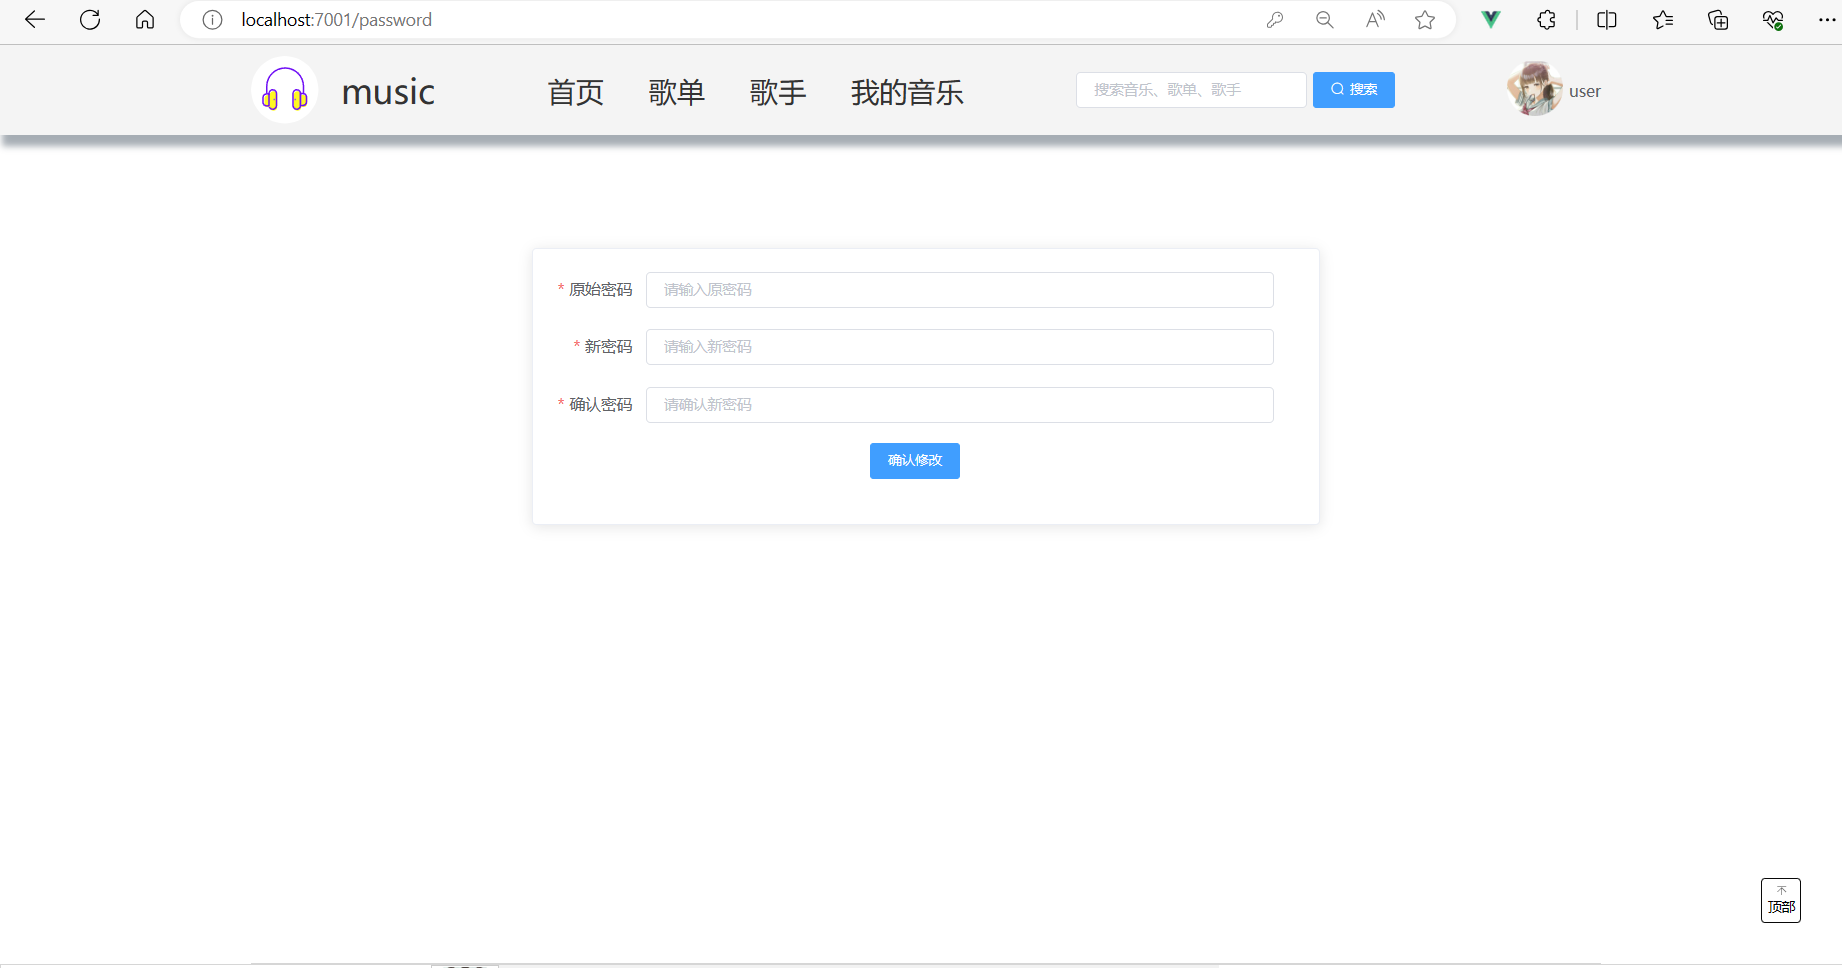 localhost:7001/password
music
首页
歌单
歌手
我的音乐
搜索音乐、歌单、歌手
搜索
user
* 原始密码
请输入原密码
* 新密码
请输入新密码
* 确认密码
请确认新密码
确认修改
顶部